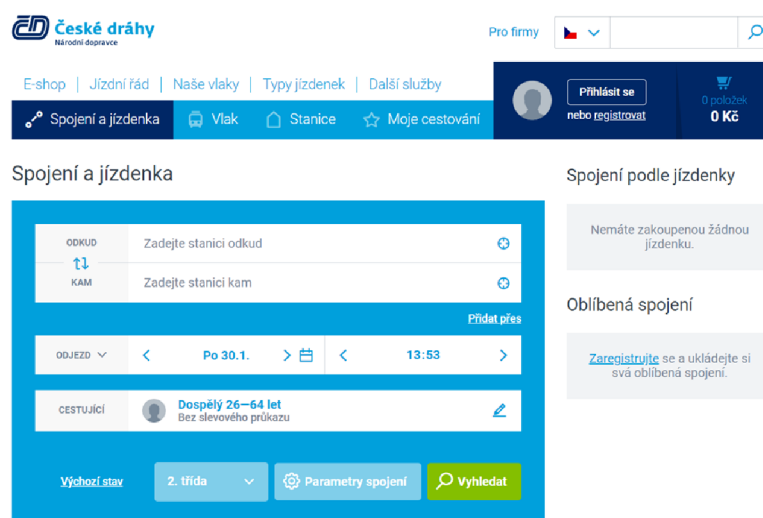 České dráhy
Národní dopravce
Pro firmy
E-shop | Jízdní řád | Naše vlaky | Typy jízdenek | Další služby
Přihlásit se
nebo registrovat
0 položek
0 Kč
Spojení a jízdenka
Vlak
Stanice
Moje cestování
Spojení a jízdenka
ODKUD
Zadejte stanici odkud
KAM
Zadejte stanici kam
Přidat přes
ODJEZD
Po 30.1.
13:53
CESTUJÍCÍ
Dospělý 26—64 let
Bez slevového průkazu
Výchozí stav
2. třída
Parametry spojení
Vyhledat
Spojení podle jízdenky
Nemáte zakoupenou žádnou
jízdenku.
Oblíbená spojení
Zaregistrujte se a ukládejte si
svá oblíbená spojení.